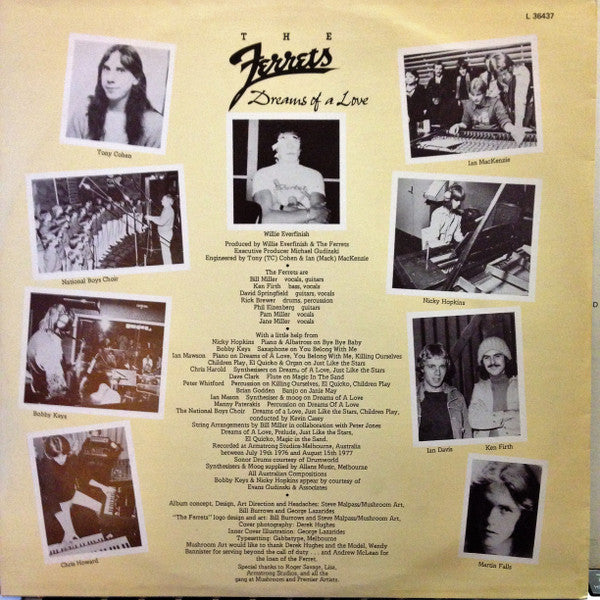 L 36437
THE
Ferrets
Dreams of a Love
Tony Cohen
Ian MacKenzie
Willie Everfinish
National Boys Choir
Nicky Hopkins
Bobby Keys
Ian Davis
Ken Firth
Chris Howard
Martin Falls
Produced by Willie Everfinish & The Ferrets
Executive Producer Michael Gudinski
Engineered by Tony (TC) Cohen & Ian (Mack) MacKenzie
The Ferrets are
Bill Miller vocals, guitars
Ken Firth bass, vocals
David Springfield guitars, vocals
Rick Brewer drums, percussion
Phil Eizenberg guitars
Pam Miller vocals
Jane Miller vocals
With a little help from
Nicky Hopkins Piano & Albatross on Bye Bye Baby
Bobby Keys Saxaphone on You Belong With Me
Ian Mawson Piano on Dreams of A Love, You Belong With Me, Killing Ourselves
Children Play, El Quicko & Organ on Just Like the Stars
Chris Harold Synthesisers on Dreams of A Love, Just Like the Stars
Dave Clark Flute on Magic In The Sand
Peter Whitford Percussion on Killing Ourselves, El Quicko, Children Play
Brian Godden Banjo on Janis May
Ian Mason Synthesiser & moog on Dreams of A Love
Manny Paterakis Percussion on Dreams Of A Love
The National Boys Choir Dreams of a Love, Just Like Stars, Children Play,
conducted by Kevin Casey
String Arrangements by Bill Miller in collaboration with Peter Jones
Dreams of A Love, Prelude, Just Like the Stars,
El Quicko, Magic in the Sand.
Recorded at Armstrong Studios-Melbourne, Australia
between July 19th 1976 and August 15th 1977
Sonor Drums courtesy of Drumworld
Synthesisers & Moog supplied by Allans Music, Melbourne
All Australian Compositions
Bobby Keys & Nicky Hopkins appear by courtesy of
Evans Gudinski & Associates
Album concept, Design, Art Direction and Headaches: Steve Malpass/Mushroom Art,
Bill Burrows and George Lazarides
"The Ferrets" logo design and art: Bill Burrows and Steve Malpass/Mushroom Art
Cover photography: Derek Hughes
Inner Cover Illustration: George Lazarides
Typesetting: Gabbatype, Melbourne
Mushroom Art would like to thank Derek Hughes and the Model, Wendy
Bannister for serving beyond the call of duty . . . and Andrew McLean for
the loan of the Ferret.
Special thanks to Roger Savage, Lisa,
Armstrong Studios, and all the
gang at Mushroom and Premier Artists.